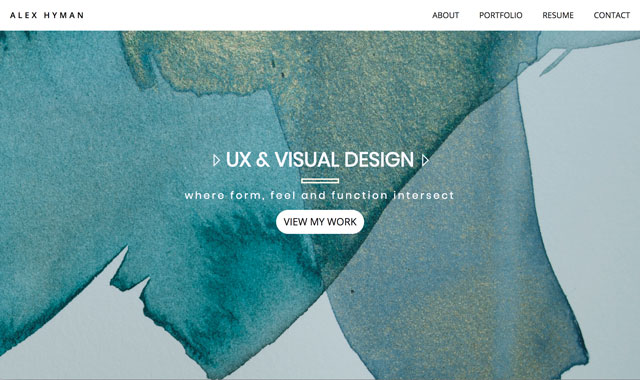 ALEX HYMAN
ABOUT PORTFOLIO RESUME CONTACT
UX & VISUAL DESIGN
where form, feel and function intersect
VIEW MY WORK